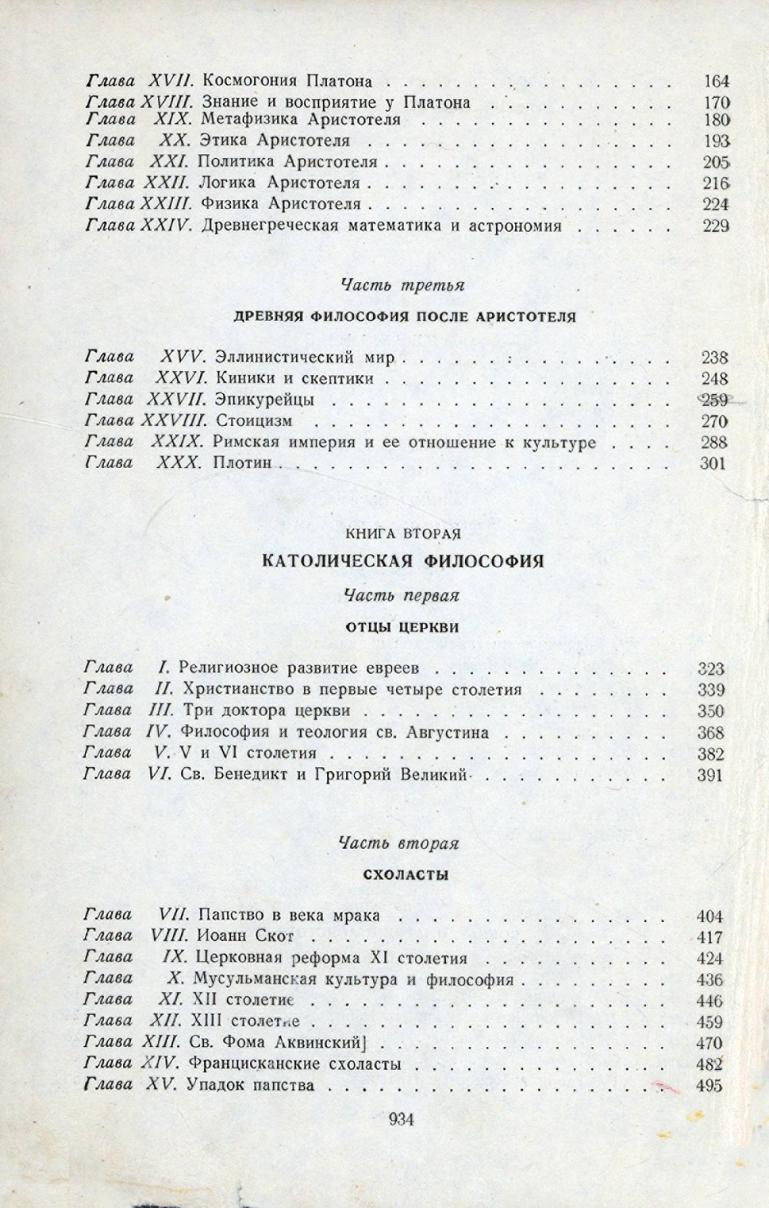 Глава XVII. Космогония Платона . . . . . . . . . . . . . . . . . . 164
Глава XVIII. Знание и восприятие у Платона . . . . . . . . . . . . 170
Глава XIX. Метафизика Аристотеля . . . . . . . . . . . . . . . . 180
Глава XX. Этика Аристотеля . . . . . . . . . . . . . . . . . . . 193
Глава XXI. Политика Аристотеля . . . . . . . . . . . . . . . . . . 205
Глава XXII. Логика Аристотеля . . . . . . . . . . . . . . . . . . . 216
Глава XXIII. Физика Аристотеля . . . . . . . . . . . . . . . . . . . 224
Глава XXIV. Древнегреческая математика и астрономия . . . . . . 229
Часть третья
ДРЕВНЯЯ ФИЛОСОФИЯ ПОСЛЕ АРИСТОТЕЛЯ
Глава XVV. Эллинистический мир . . . . . . . . . . . . . . . . . 238
Глава XXVI. Киники и скептики . . . . . . . . . . . . . . . . . . 248
Глава XXVII. Эпикурейцы . . . . . . . . . . . . . . . . . . . . . 259
Глава XXVIII. Стоицизм . . . . . . . . . . . . . . . . . . . . . . 270
Глава XXIX. Римская империя и ее отношение к культуре . . . . 288
Глава XXX. Плотин . . . . . . . . . . . . . . . . . . . . . . . . 301
КНИГА ВТОРАЯ
КАТОЛИЧЕСКАЯ ФИЛОСОФИЯ
Часть первая
ОТЦЫ ЦЕРКВИ
Глава I. Религиозное развитие евреев . . . . . . . . . . . . . . . 323
Глава II. Христианство в первые четыре столетия . . . . . . . . 339
Глава III. Три доктора церкви . . . . . . . . . . . . . . . . . . . 350
Глава IV. Философия и теология св. Августина . . . . . . . . . . 368
Глава V. V и VI столетия . . . . . . . . . . . . . . . . . . . . . 382
Глава VI. Св. Бенедикт и Григорий Великий . . . . . . . . . . . . 391
Часть вторая
СХОЛАСТЫ
Глава VII. Папство в века мрака . . . . . . . . . . . . . . . . . 404
Глава VIII. Иоанн Скот . . . . . . . . . . . . . . . . . . . . . . 417
Глава IX. Церковная реформа XI столетия . . . . . . . . . . . . 424
Глава X. Мусульманская культура и философия . . . . . . . . . 436
Глава XI. XII столетие . . . . . . . . . . . . . . . . . . . . . . 446
Глава XII. XIII столетие . . . . . . . . . . . . . . . . . . . . . . 459
Глава XIII. Св. Фома Аквинский] . . . . . . . . . . . . . . . . . . 470
Глава XIV. Францисканские схоласты . . . . . . . . . . . . . . . . 482
Глава XV. Упадок папства . . . . . . . . . . . . . . . . . . . . . 495
934